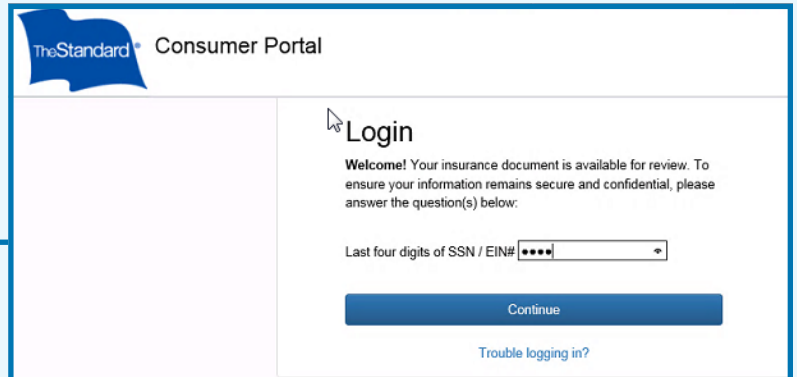 TheStandard®
Consumer Portal
Login
Welcome! Your insurance document is available for review. To
ensure your information remains secure and confidential, please
answer the question(s) below:
Last four digits of SSN / EIN# ••••
Continue
Trouble logging in?